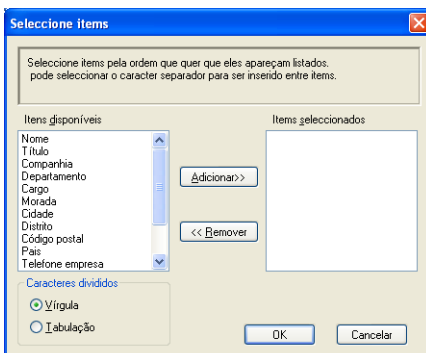 Seleccione items
Seleccione items pela ordem que quer que eles apareçam listados.
pode seleccionar o caracter separador para ser inserido entre items.
Itens disponíveis
Items seleccionados
Nome
Título
Companhia
Departamento
Cargo
Morada
Cidade
Distrito
Código postal
Pais
Telefone empresa
Adicionar>>
<< Remover
Caracteres divididos
Vírgula
Tabulação
OK
Cancelar